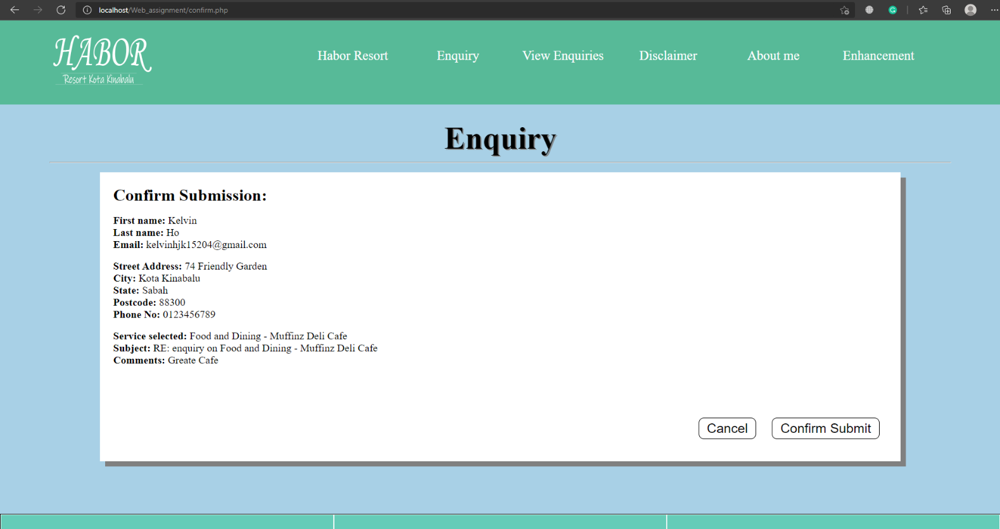 localhost/Web_assignment/confirm.php
HABOR
Resort Kota Kinabalu
Habor Resort Enquiry View Enquiries Disclaimer About me Enhancement
Enquiry
Confirm Submission:
First name: Kelvin
Last name: Ho
Email: kelvinhjk15204@gmail.com
Street Address: 74 Friendly Garden
City: Kota Kinabalu
State: Sabah
Postcode: 88300
Phone No: 0123456789
Service selected: Food and Dining - Muffinz Deli Cafe
Subject: RE: enquiry on Food and Dining - Muffinz Deli Cafe
Comments: Greate Cafe
Cancel Confirm Submit